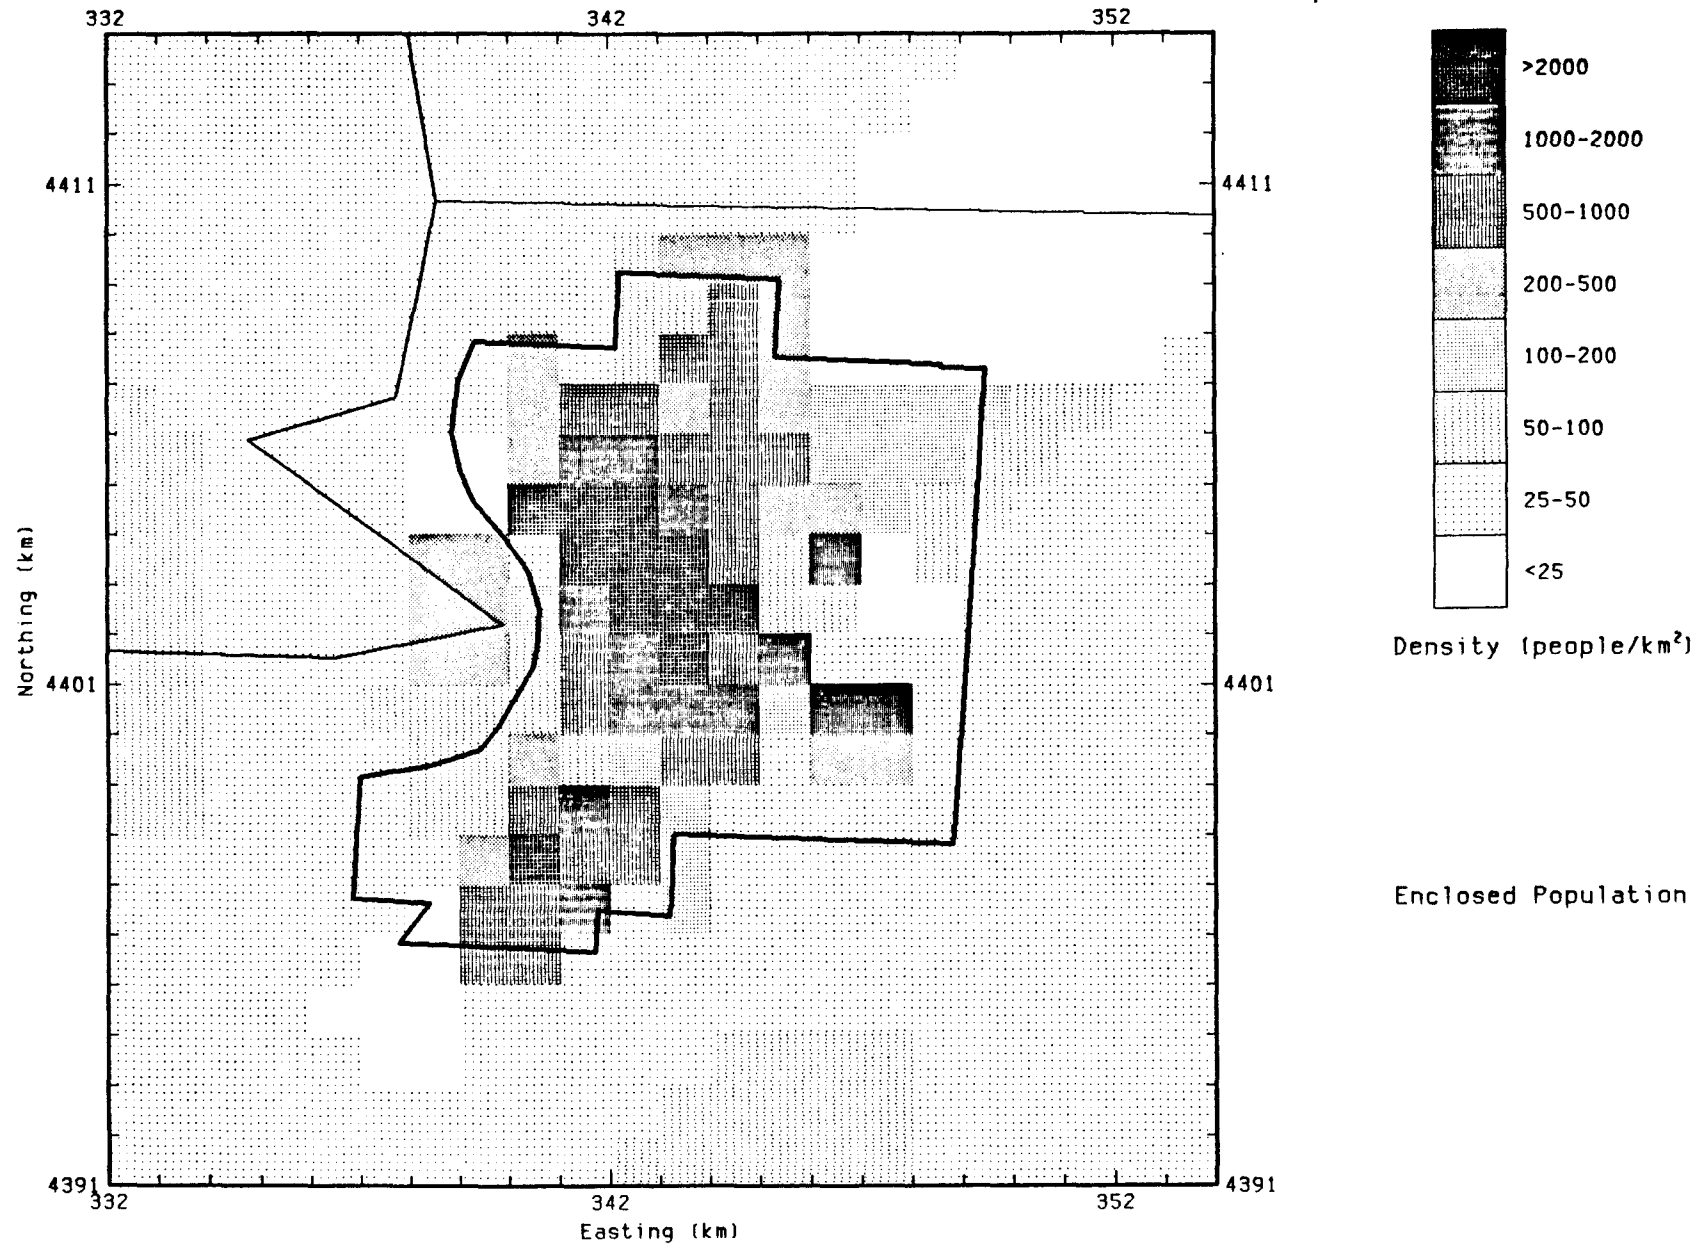 332 342 352
4411 4411
4401 4401
4391 4391
332 342 352
Northing (km)
Easting (km)
>2000
1000-2000
500-1000
200-500
100-200
50-100
25-50
<25
Density (people/km²)
Enclosed Population